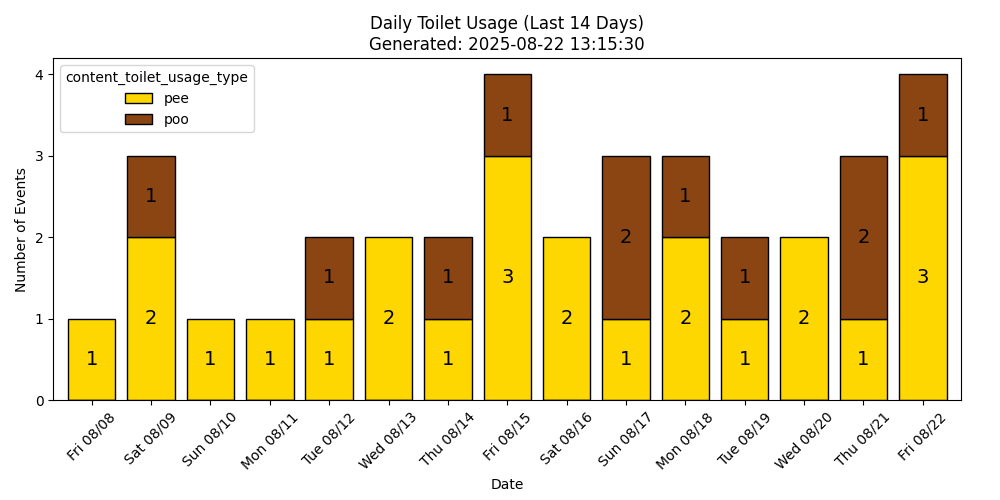 Daily Toilet Usage (Last 14 Days)
Generated: 2025-08-22 13:15:30
content_toilet_usage_type
pee
poo
Number of Events
4
3
2
1
0
1
2
1
1
1
1
1
2
1
1
3
1
2
1
2
2
1
1
1
2
1
2
3
1
Fri 08/08
Sat 08/09
Sun 08/10
Mon 08/11
Tue 08/12
Wed 08/13
Thu 08/14
Fri 08/15
Sat 08/16
Sun 08/17
Mon 08/18
Tue 08/19
Wed 08/20
Thu 08/21
Fri 08/22
Date